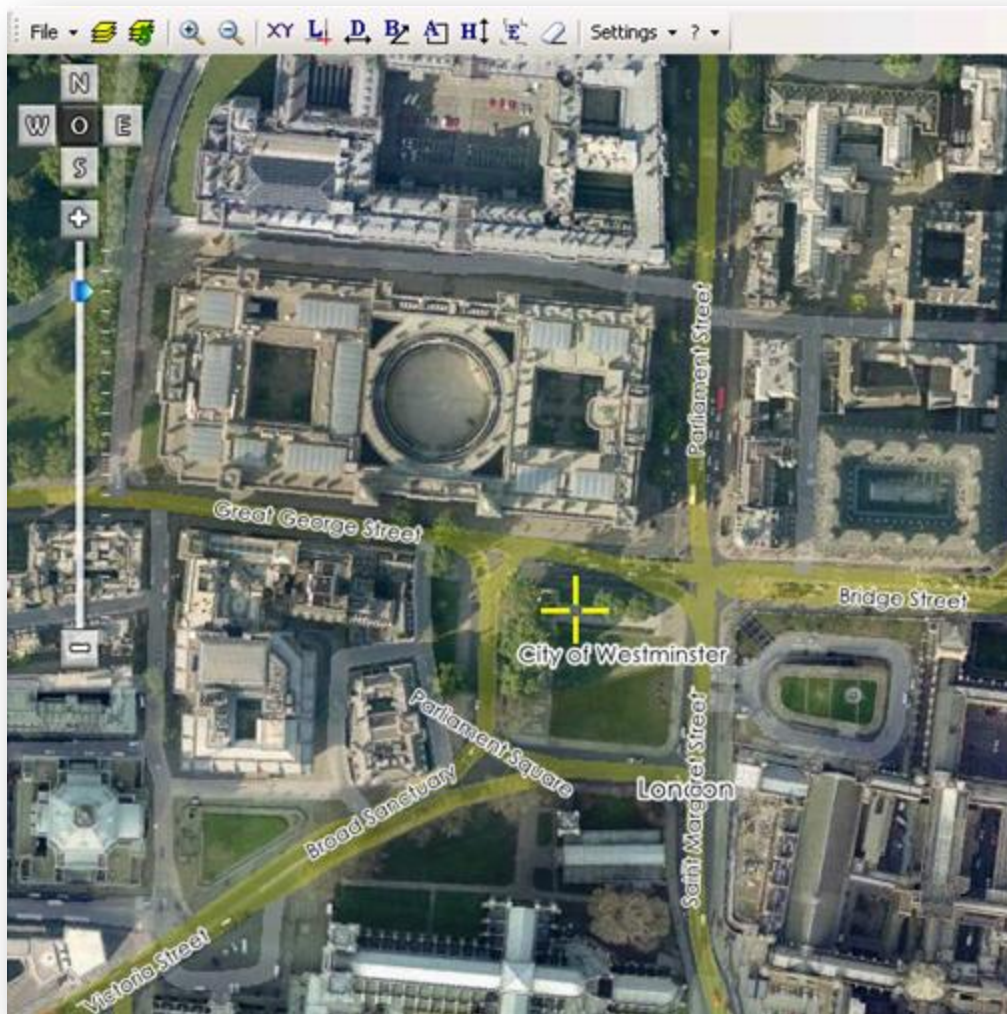 File
XY L D B A H E Settings ?
N
W O E
S
Parliament Street
Great George Street
Bridge Street
City of Westminster
Parliament Square
Saint Margaret Street
London
Broad Sanctuary
Victoria Street